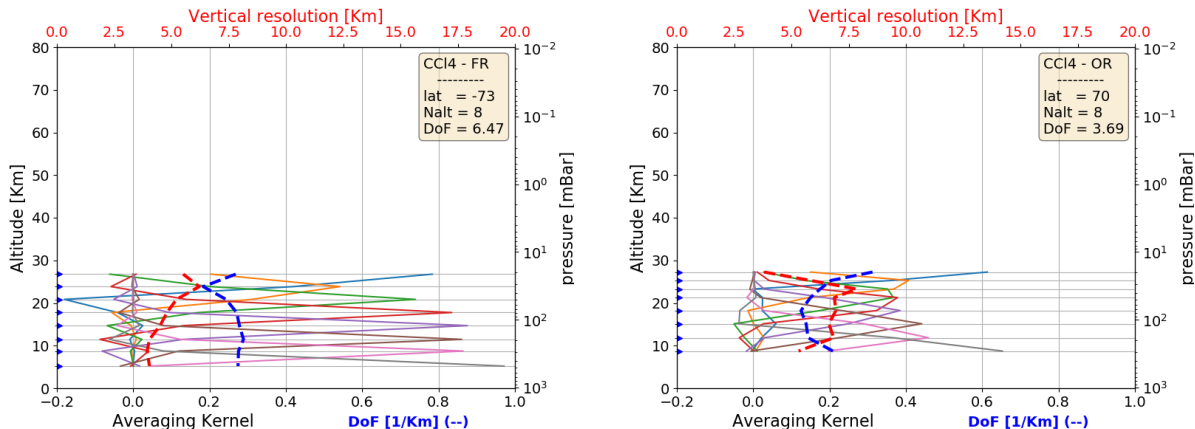 Vertical resolution [Km]
0.0 2.5 5.0 7.5 10.0 12.5 15.0 17.5 20.0
80
70
60
50
40
30
20
10
0
Altitude [Km]
CCl4 - FR
----------
lat = -73
Nalt = 8
DoF = 6.47
10⁻²
10⁻¹
10⁰
10¹
10²
10³
pressure [mBar]
−0.2 0.0 0.2 0.4 0.6 0.8 1.0
Averaging Kernel DoF [1/Km] (--)
Vertical resolution [Km]
0.0 2.5 5.0 7.5 10.0 12.5 15.0 17.5 20.0
80
70
60
50
40
30
20
10
0
Altitude [Km]
CCl4 - OR
----------
lat = 70
Nalt = 8
DoF = 3.69
10⁻²
10⁻¹
10⁰
10¹
10²
10³
pressure [mBar]
−0.2 0.0 0.2 0.4 0.6 0.8 1.0
Averaging Kernel DoF [1/Km] (--)